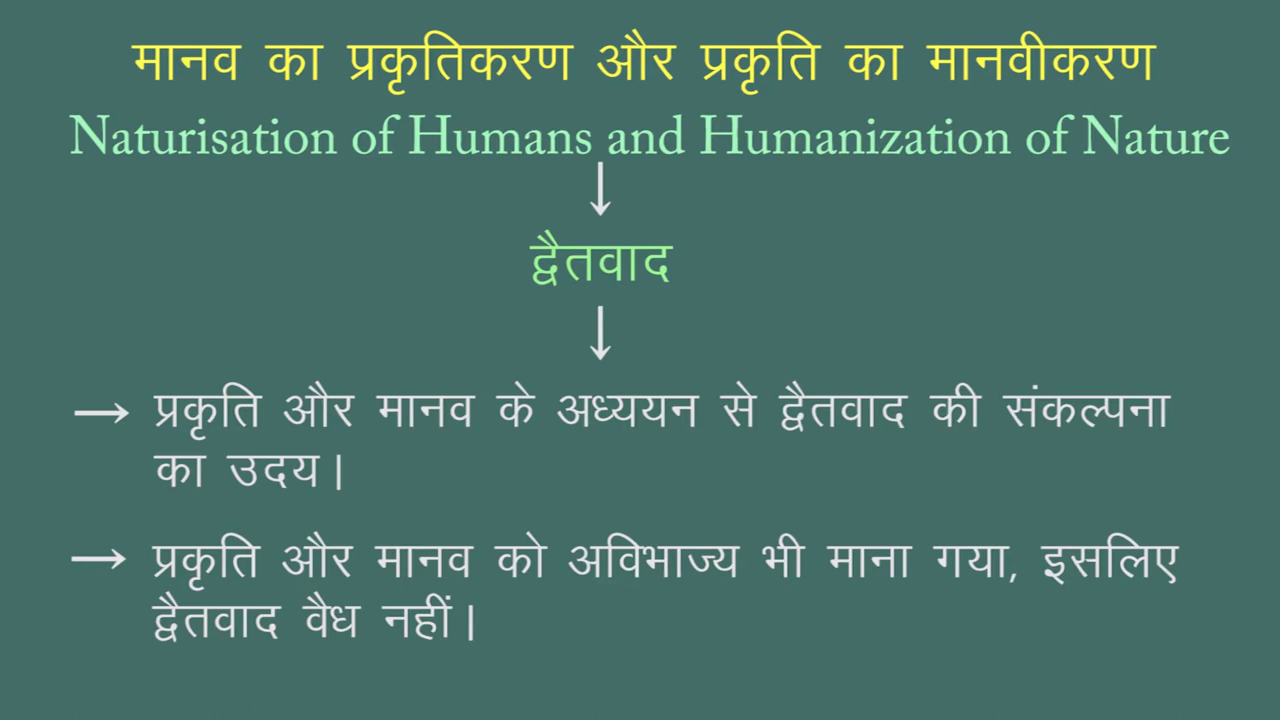 मानव का प्रकृतिकरण और प्रकृति का मानवीकरण
Naturisation of Humans and Humanization of Nature
↓
द्वैतवाद
↓
→ प्रकृति और मानव के अध्ययन से द्वैतवाद की संकल्पना
का उदय।
→ प्रकृति और मानव को अविभाज्य भी माना गया, इसलिए
द्वैतवाद वैध नहीं।